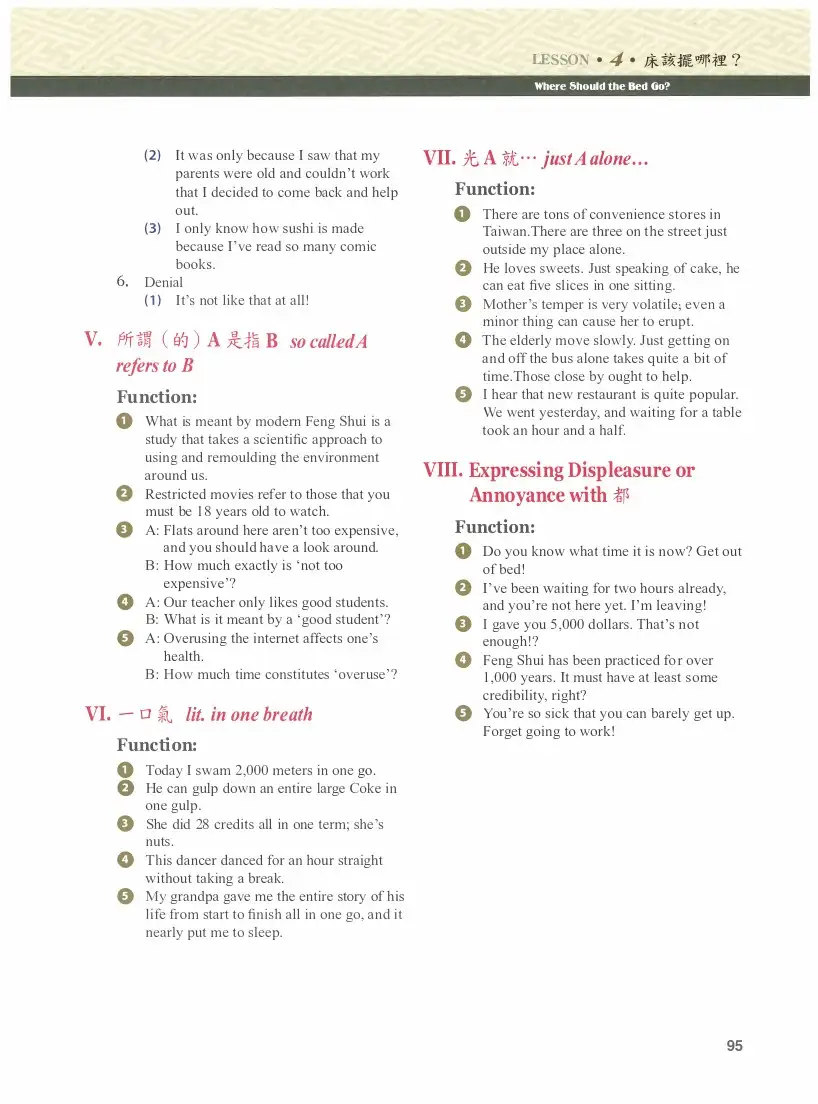 LESSON • 4 • 床該擺哪裡？
Where Should the Bed Go?
(2) It was only because I saw that my
parents were old and couldn't work
that I decided to come back and help
out.
(3) I only know how sushi is made
because I've read so many comic
books.
6. Denial
(1) It's not like that at all!
V. 所謂（的）A 是指 B so called A
refers to B
Function:
1 What is meant by modern Feng Shui is a
study that takes a scientific approach to
using and remoulding the environment
around us.
2 Restricted movies refer to those that you
must be 18 years old to watch.
3 A: Flats around here aren't too expensive,
and you should have a look around.
B: How much exactly is 'not too
expensive'?
4 A: Our teacher only likes good students.
B: What is it meant by a 'good student'?
5 A: Overusing the internet affects one's
health.
B: How much time constitutes 'overuse'?
VI. 一口氣 lit. in one breath
Function:
1 Today I swam 2,000 meters in one go.
2 He can gulp down an entire large Coke in
one gulp.
3 She did 28 credits all in one term; she's
nuts.
4 This dancer danced for an hour straight
without taking a break.
5 My grandpa gave me the entire story of his
life from start to finish all in one go, and it
nearly put me to sleep.
VII. 光 A 就… just A alone…
Function:
1 There are tons of convenience stores in
Taiwan.There are three on the street just
outside my place alone.
2 He loves sweets. Just speaking of cake, he
can eat five slices in one sitting.
3 Mother's temper is very volatile; even a
minor thing can cause her to erupt.
4 The elderly move slowly. Just getting on
and off the bus alone takes quite a bit of
time.Those close by ought to help.
5 I hear that new restaurant is quite popular.
We went yesterday, and waiting for a table
took an hour and a half.
VIII. Expressing Displeasure or
Annoyance with 都
Function:
1 Do you know what time it is now? Get out
of bed!
2 I've been waiting for two hours already,
and you're not here yet. I'm leaving!
3 I gave you 5,000 dollars. That's not
enough!?
4 Feng Shui has been practiced for over
1,000 years. It must have at least some
credibility, right?
5 You're so sick that you can barely get up.
Forget going to work!
95